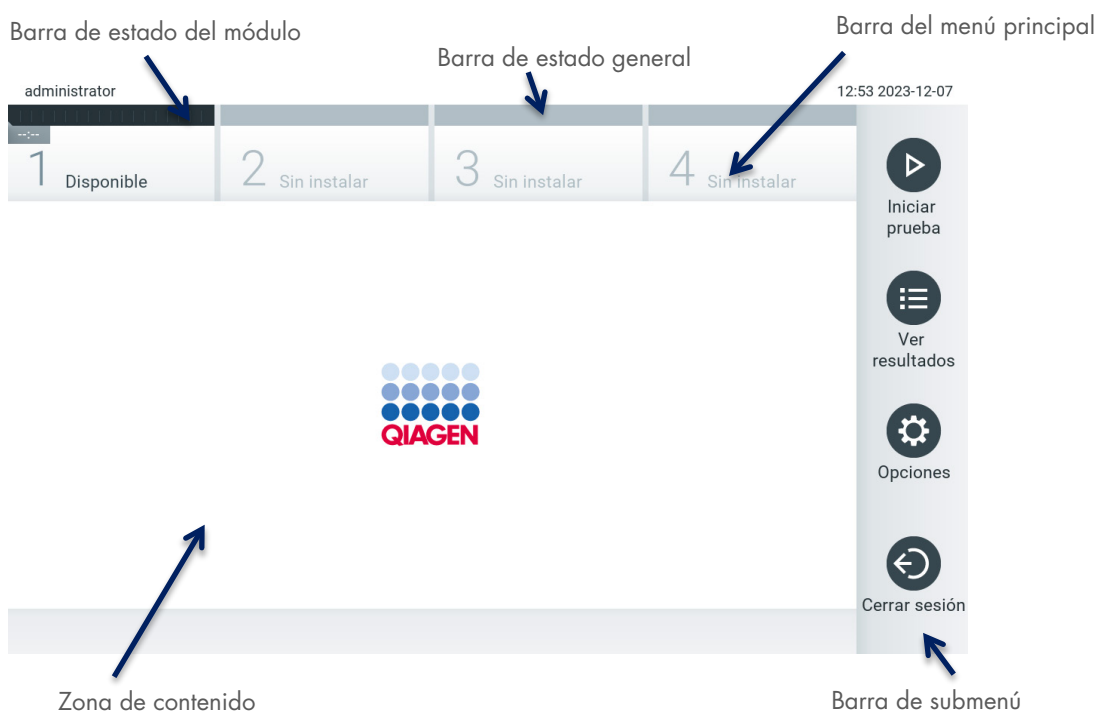 Barra de estado del módulo
Barra del menú principal
Barra de estado general
administrator
12:53 2023-12-07
--:--
1 Disponible
2 Sin instalar
3 Sin instalar
4 Sin instalar
Iniciar
prueba
Ver
resultados
QIAGEN
Opciones
Cerrar sesión
Zona de contenido
Barra de submenú